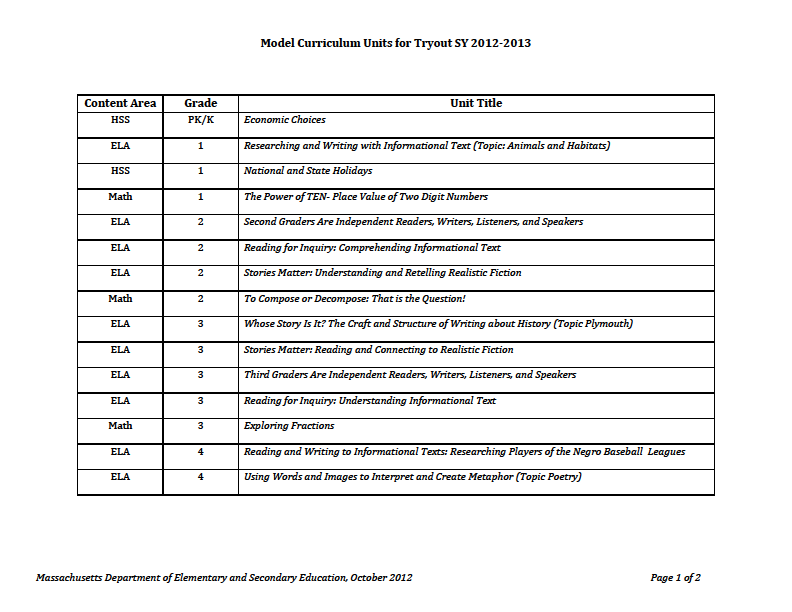 Model Curriculum Units for Tryout SY 2012-2013
Content Area Grade Unit Title
HSS PK/K Economic Choices
ELA 1 Researching and Writing with Informational Text (Topic: Animals and Habitats)
HSS 1 National and State Holidays
Math 1 The Power of TEN- Place Value of Two Digit Numbers
ELA 2 Second Graders Are Independent Readers, Writers, Listeners, and Speakers
ELA 2 Reading for Inquiry: Comprehending Informational Text
ELA 2 Stories Matter: Understanding and Retelling Realistic Fiction
Math 2 To Compose or Decompose: That is the Question!
ELA 3 Whose Story Is It? The Craft and Structure of Writing about History (Topic Plymouth)
ELA 3 Stories Matter: Reading and Connecting to Realistic Fiction
ELA 3 Third Graders Are Independent Readers, Writers, Listeners, and Speakers
ELA 3 Reading for Inquiry: Understanding Informational Text
Math 3 Exploring Fractions
ELA 4 Reading and Writing to Informational Texts: Researching Players of the Negro Baseball Leagues
ELA 4 Using Words and Images to Interpret and Create Metaphor (Topic Poetry)
Massachusetts Department of Elementary and Secondary Education, October 2012 Page 1 of 2